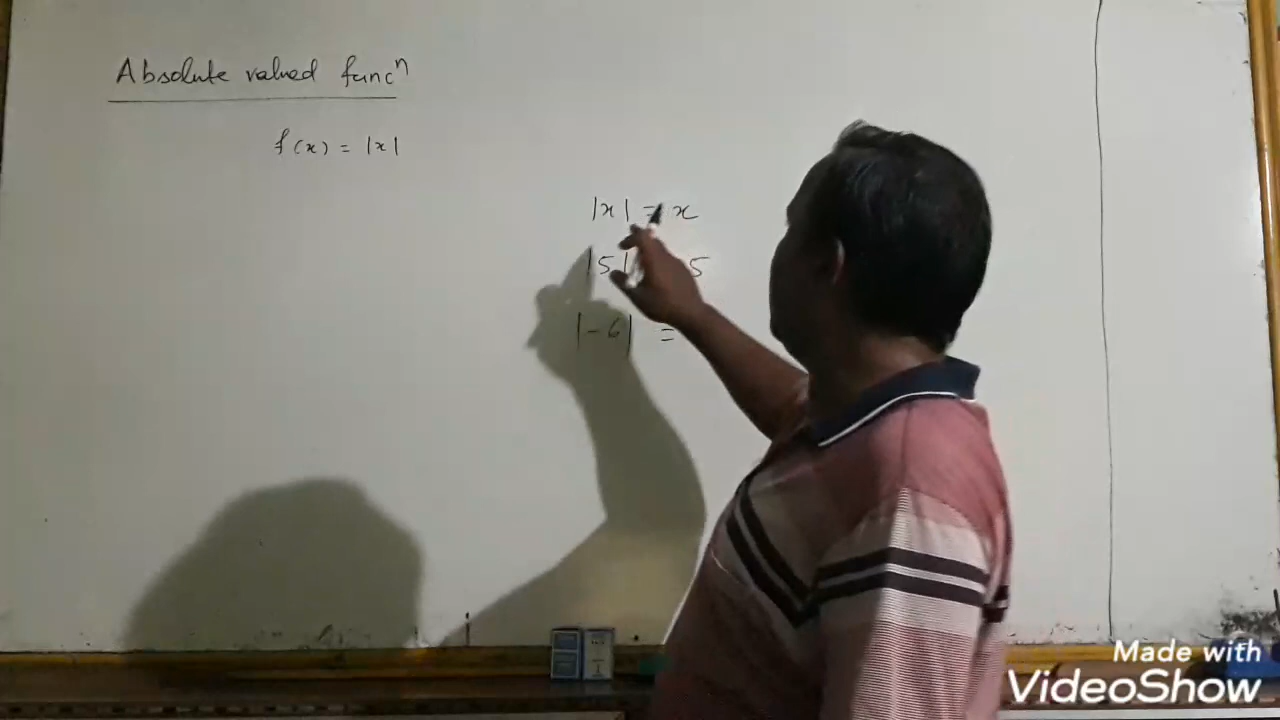 Absolute valued funcⁿ
f(x) = |x|
|x| = x
|5| 5
|-6| =
Made with
VideoShow